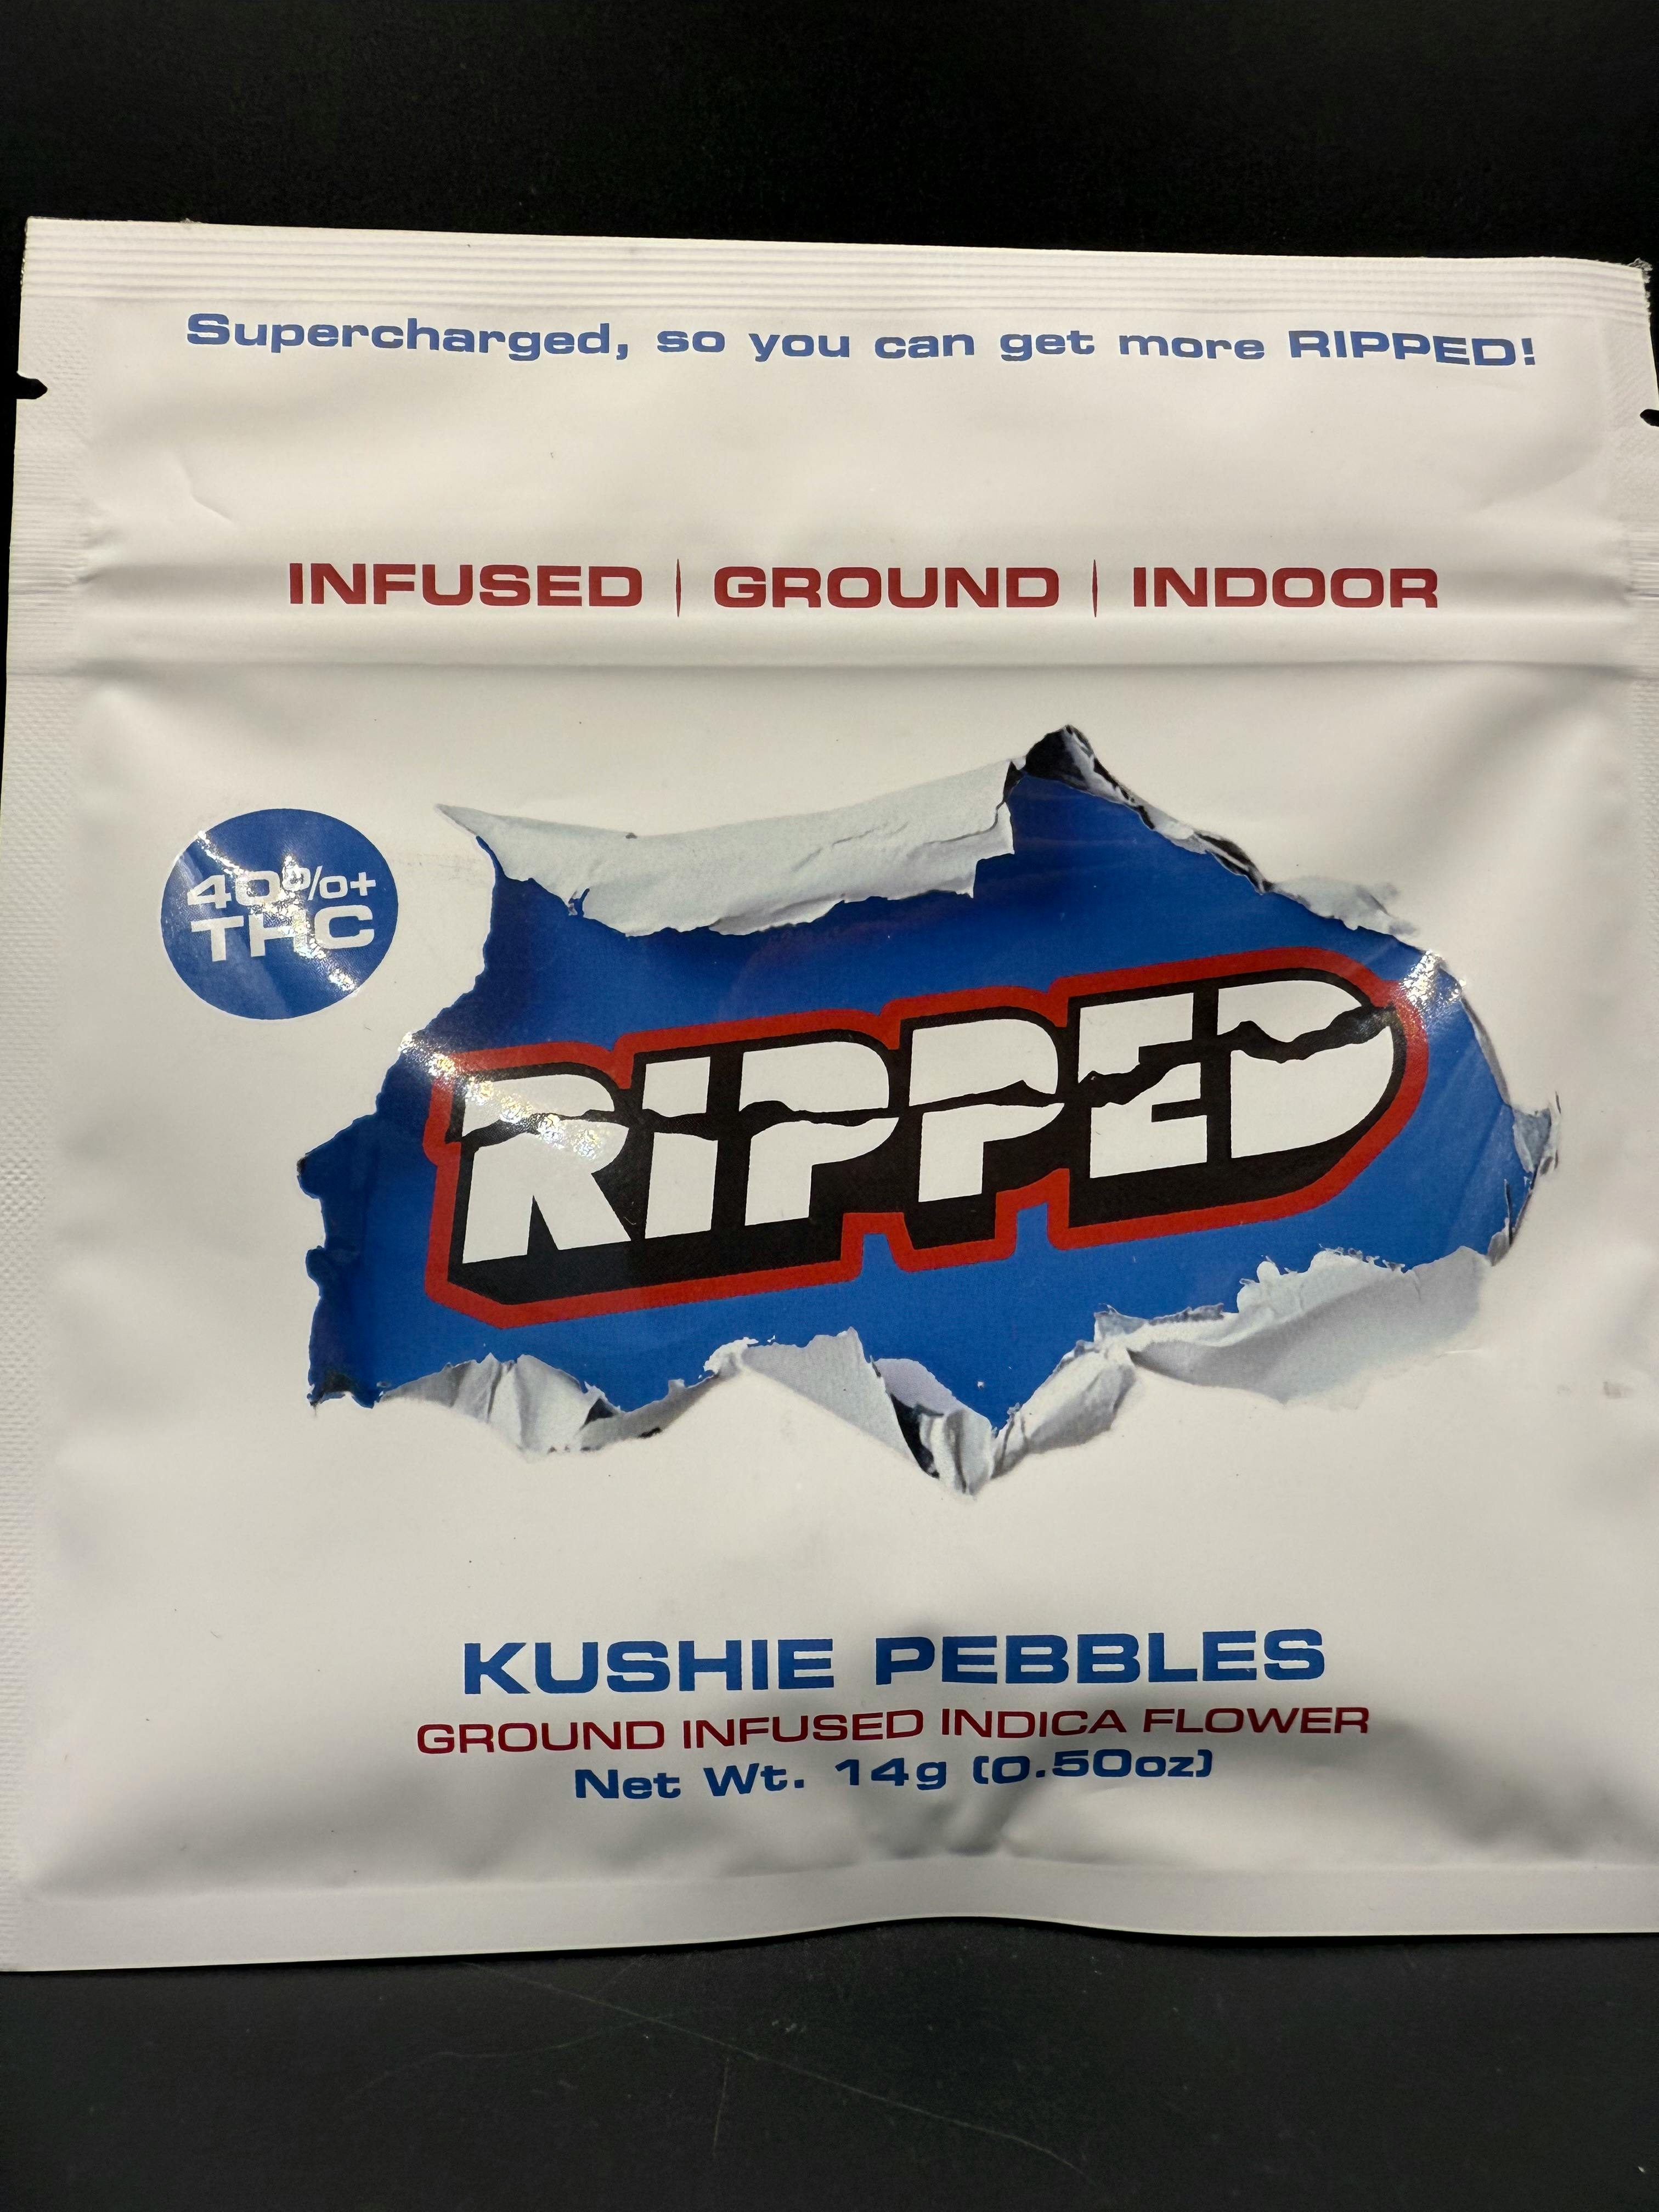 Supercharged, so you can get more RIPPED!
INFUSED | GROUND | INDOOR
40%+
THC
RIPPED
KUSHIE PEBBLES
GROUND INFUSED INDICA FLOWER
Net Wt. 14g (0.50oz)